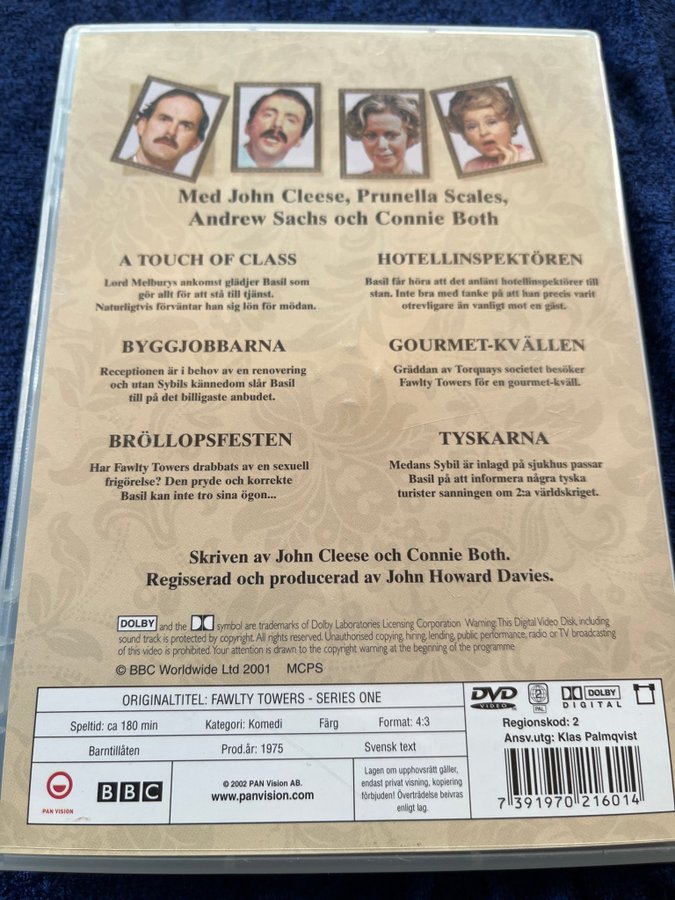 Med John Cleese, Prunella Scales,
Andrew Sachs och Connie Both
A TOUCH OF CLASS
Lord Melburys ankomst glädjer Basil som
gör allt för att stå till tjänst.
Naturligtvis förväntar han sig lön för mödan.
HOTELLINSPEKTÖREN
Basil får höra att det anlänt hotellinspektörer till
stan. Inte bra med tanke på att han precis varit
otrevligare än vanligt mot en gäst.
BYGGJOBBARNA
Receptionen är i behov av en renovering
och utan Sybils kännedom slår Basil
till på det billigaste anbudet.
GOURMET-KVÄLLEN
Gräddan av Torquays societet besöker
Fawlty Towers för en gourmet-kväll.
BRÖLLOPSFESTEN
Har Fawlty Towers drabbats av en sexuell
frigörelse? Den pryde och korrekte
Basil kan inte tro sina ögon...
TYSKARNA
Medans Sybil är inlagd på sjukhus passar
Basil på att informera några tyska
turister sanningen om 2:a världskriget.
Skriven av John Cleese och Connie Both.
Regisserad och producerad av John Howard Davies.
DOLBY and the symbol are trademarks of Dolby Laboratories Licensing Corporation Warning: This Digital Video Disk, including
sound track is protected by copyright. All rights reserved. Unauthorised copying, hiring, lending, public performance, radio or TV broadcasting
of this video is prohibited. Your attention is drawn to the copyright warning at the beginning of the programme
© BBC Worldwide Ltd 2001 MCPS
ORIGINALTITEL: FAWLTY TOWERS - SERIES ONE
Speltid: ca 180 min Kategori: Komedi Färg Format: 4:3
Barntillåten Prod.år: 1975 Svensk text
PAN VISION
BBC
© 2002 PAN Vision AB.
www.panvision.com
Lagen om upphovsrätt gäller,
endast privat visning, kopiering
förbjuden! Överträdelse beivras
enligt lag.
DVD VIDEO
2 PAL
DOLBY DIGITAL
Regionskod: 2
Ansv.utg: Klas Palmqvist
7 391970 216014